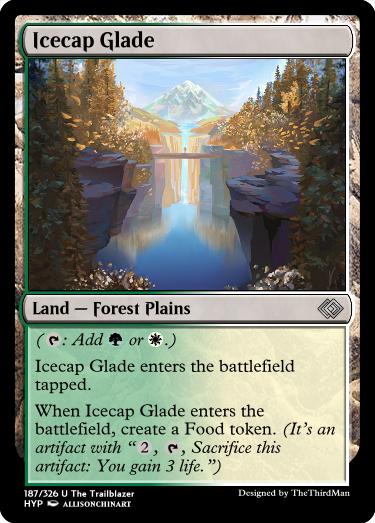 Icecap Glade
Land — Forest Plains
( : Add or .)
Icecap Glade enters the battlefield
tapped.
When Icecap Glade enters the
battlefield, create a Food token. (It's an
artifact with “2, , Sacrifice this
artifact: You gain 3 life.”)
187/326 U The Trailblazer
Designed by TheThirdMan
HYP ALLISONCHINART